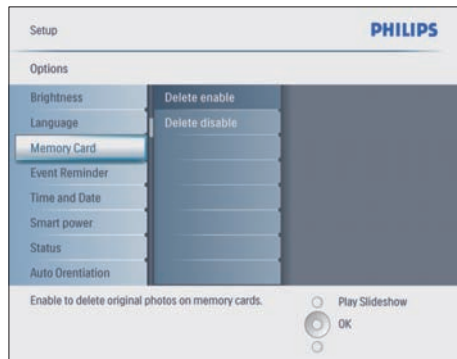 Setup
PHILIPS
Options
Brightness
Delete enable
Language
Delete disable
Memory Card
Event Reminder
Time and Date
Smart power
Status
Auto Orentiation
Enable to delete original photos on memory cards.
Play Slideshow
OK